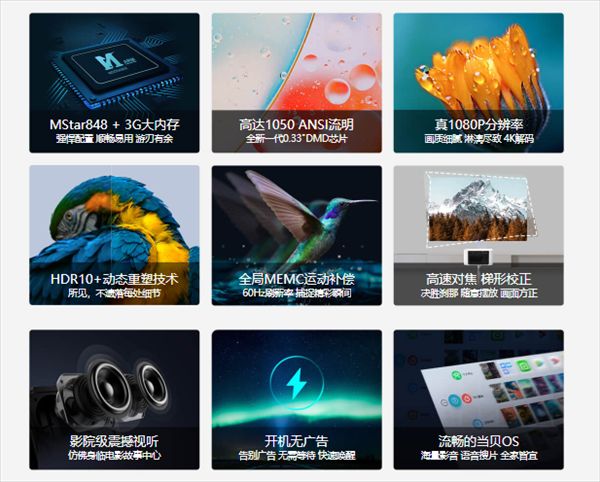 MStar848 + 3G大内存
强悍配置 顺畅易用 游刃有余
高达1050 ANSI流明
全新一代0.33"DMD芯片
真1080P分辨率
画质细腻 淋漓尽致 4K解码
HDR10+动态重塑技术
所见，不遗落每处细节
全局MEMC运动补偿
60Hz刷新率 捕捉精彩瞬间
高速对焦 梯形校正
决胜刹那 随意摆放 画面方正
影院级震撼视听
仿佛身临电影故事中心
开机无广告
告别广告 无需等待 快速唤醒
流畅的当贝OS
海量影音 语音搜片 全家皆宜